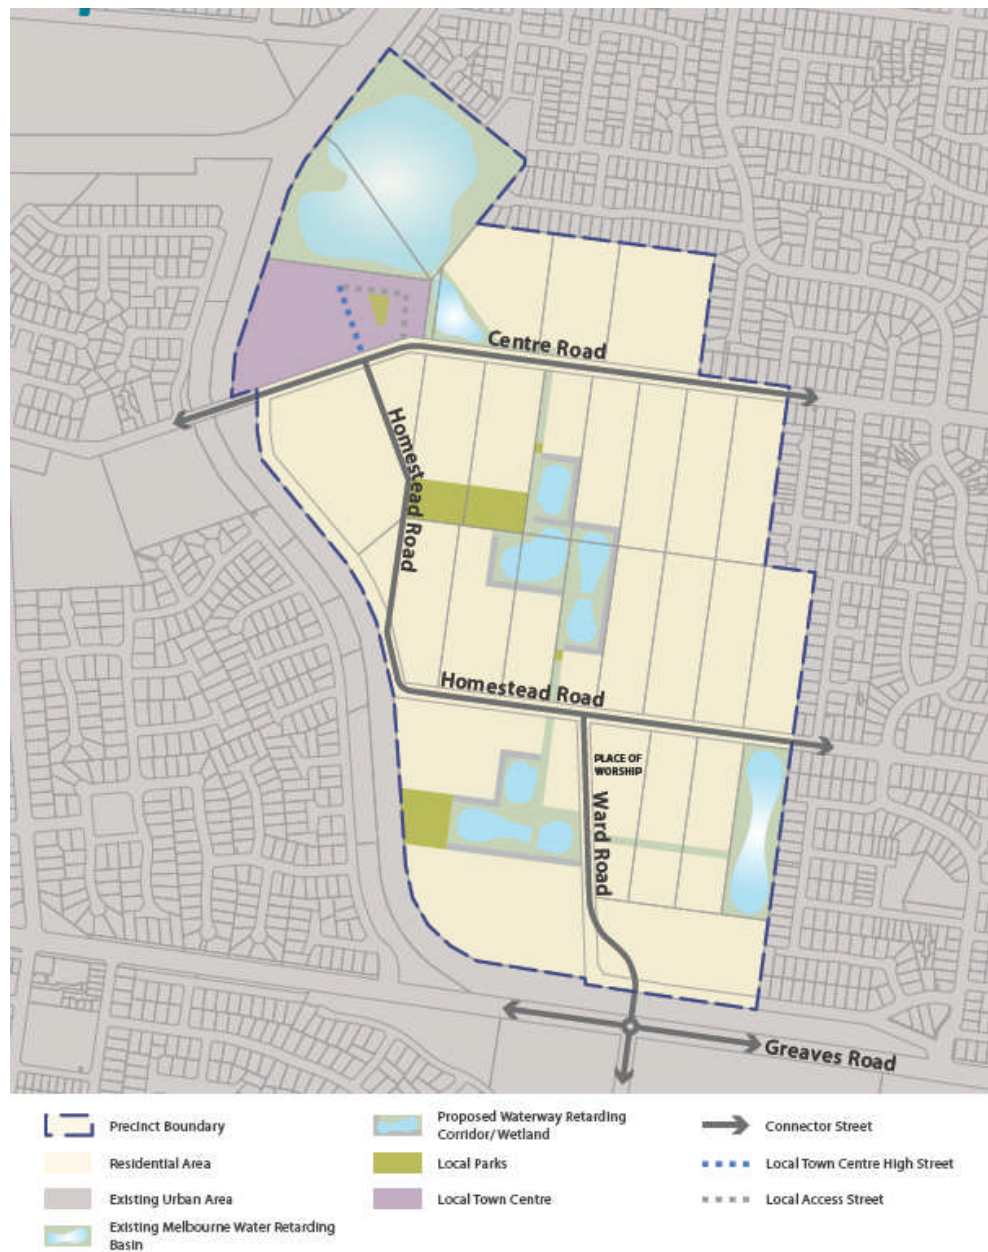 Centre Road
Homestead Road
Homestead Road
PLACE OF
WORSHIP
Ward Road
Greaves Road
Precinct Boundary
Residential Area
Existing Urban Area
Existing Melbourne Water Retarding
Basin
Proposed Waterway Retarding
Corridor/Wetland
Local Parks
Local Town Centre
Connector Street
Local Town Centre High Street
Local Access Street